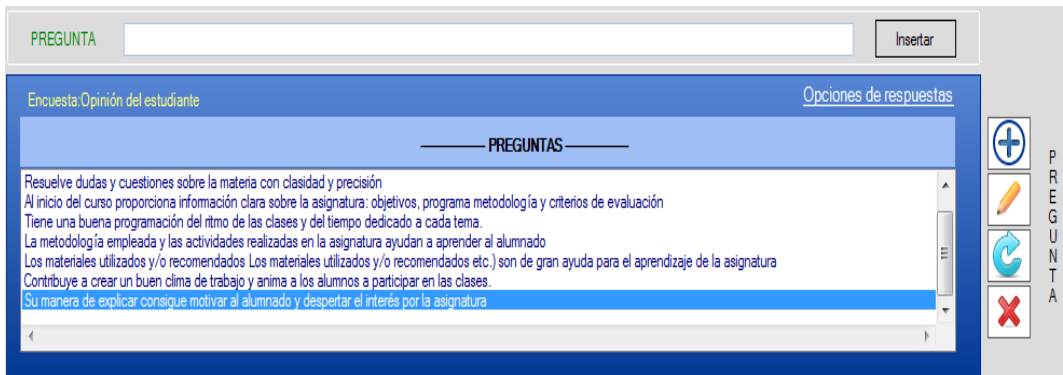 PREGUNTA
Insertar
Encuesta:Opinión del estudiante
Opciones de respuestas
PREGUNTAS
Resuelve dudas y cuestiones sobre la materia con clasidad y precisión
Al inicio del curso proporciona información clara sobre la asignatura: objetivos, programa metodología y criterios de evaluación
Tiene una buena programación del ritmo de las clases y del tiempo dedicado a cada tema.
La metodología empleada y las actividades realizadas en la asignatura ayudan a aprender al alumnado
Los materiales utilizados y/o recomendados Los materiales utilizados y/o recomendados etc.) son de gran ayuda para el aprendizaje de la asignatura
Contribuye a crear un buen clima de trabajo y anima a los alumnos a participar en las clases.
Su manera de explicar consigue motivar al alumnado y despertar el interés por la asignatura
PREGUNTA